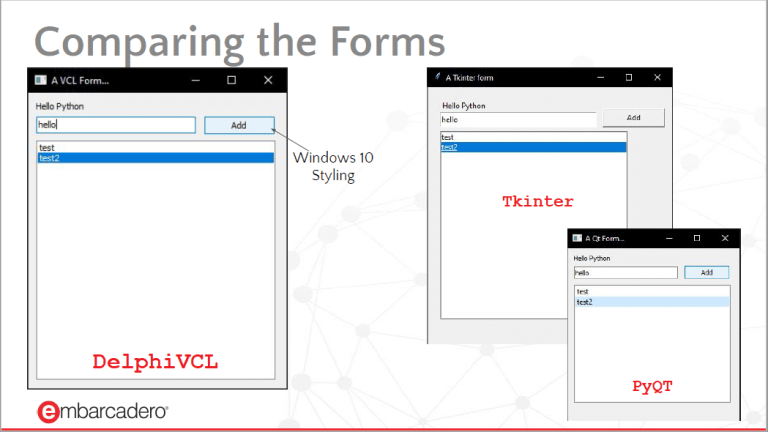 Comparing the Forms
A VCL Form...
Hello Python
hello
Add
test
test2
DelphiVCL
Windows 10
Styling
A Tkinter form
Hello Python
hello
Add
test
test2
Tkinter
A Qt Form...
Hello Python
hello
Add
test
test2
PyQT
embarcadero®